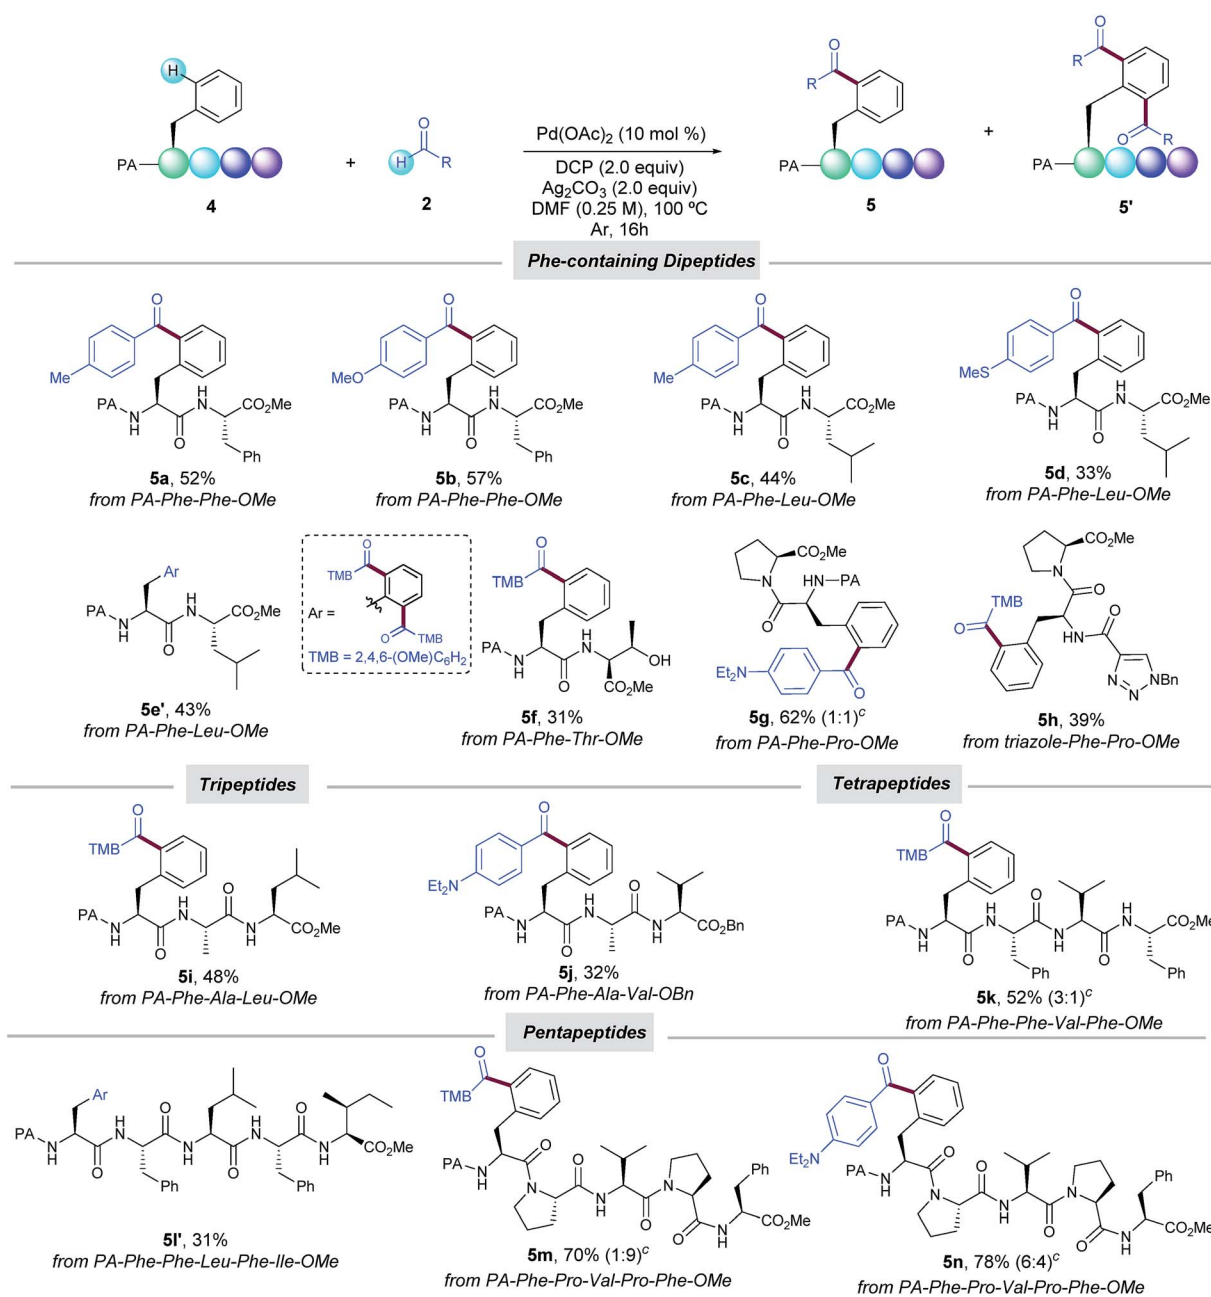 H
PA
4
+
O
H
R
2
Pd(OAc)2 (10 mol %)
DCP (2.0 equiv)
Ag2CO3 (2.0 equiv)
DMF (0.25 M), 100 ºC
Ar, 16h
O
R
PA
5
+
O
R
O
R
PA
5'
Phe-containing Dipeptides
O
Me
PA
N
H
O
H
N
CO2Me
Ph
5a, 52%
from PA-Phe-Phe-OMe
O
MeO
PA
N
H
O
H
N
CO2Me
Ph
5b, 57%
from PA-Phe-Phe-OMe
O
Me
PA
N
H
O
H
N
CO2Me
5c, 44%
from PA-Phe-Leu-OMe
O
MeS
PA
N
H
O
H
N
CO2Me
5d, 33%
from PA-Phe-Leu-OMe
Ar
PA
N
H
O
H
N
CO2Me
5e', 43%
from PA-Phe-Leu-OMe
O
TMB
Ar =
O
TMB
TMB = 2,4,6-(OMe)C6H2
O
TMB
PA
N
H
O
H
N
OH
CO2Me
5f, 31%
from PA-Phe-Thr-OMe
CO2Me
N
HN
PA
O
Et2N
O
5g, 62% (1:1)c
from PA-Phe-Pro-OMe
CO2Me
N
O
TMB
O
HN
O
N
N
N
NBn
5h, 39%
from triazole-Phe-Pro-OMe
Tripeptides
Tetrapeptides
O
TMB
PA
N
H
O
H
N
O
N
H
CO2Me
5i, 48%
from PA-Phe-Ala-Leu-OMe
O
Et2N
PA
N
H
O
H
N
O
N
H
CO2Bn
5j, 32%
from PA-Phe-Ala-Val-OBn
O
TMB
PA
N
H
O
H
N
Ph
O
N
H
O
H
N
CO2Me
Ph
5k, 52% (3:1)c
from PA-Phe-Phe-Val-Phe-OMe
Pentapeptides
Ar
PA
N
H
O
H
N
Ph
O
N
H
O
H
N
Ph
O
N
H
CO2Me
5l', 31%
from PA-Phe-Phe-Leu-Phe-Ile-OMe
O
TMB
PA
N
H
O
N
O
N
H
O
N
O
N
H
Ph
CO2Me
5m, 70% (1:9)c
from PA-Phe-Pro-Val-Pro-Phe-OMe
O
Et2N
PA
N
H
O
N
O
N
H
O
N
O
N
H
Ph
CO2Me
5n, 78% (6:4)c
from PA-Phe-Pro-Val-Pro-Phe-OMe